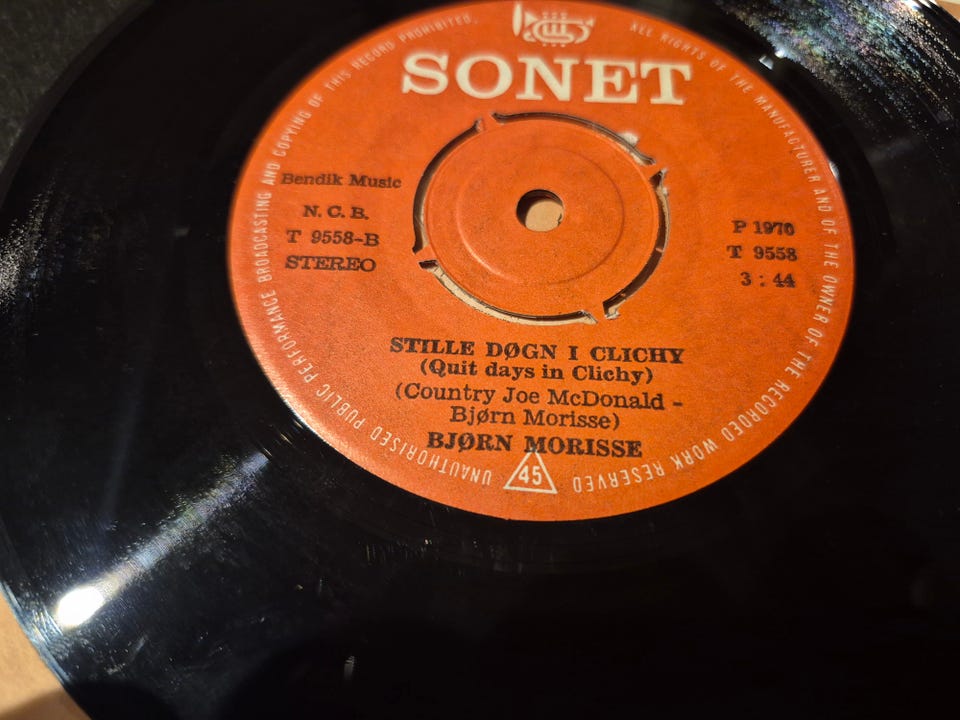 SONET
Bendik Music
N. C. B.
T 9558-B
STEREO
P 1970
T 9558
3 : 44
STILLE DØGN I CLICHY
(Quit days in Clichy)
(Country Joe McDonald -
Bjørn Morisse)
BJØRN MORISSE
45
ALL RIGHTS OF THE MANUFACTURER AND OF THE OWNER OF THE RECORDED WORK RESERVED
UNAUTHORISED PUBLIC PERFORMANCE BROADCASTING AND COPYING OF THIS RECORD PROHIBITED.